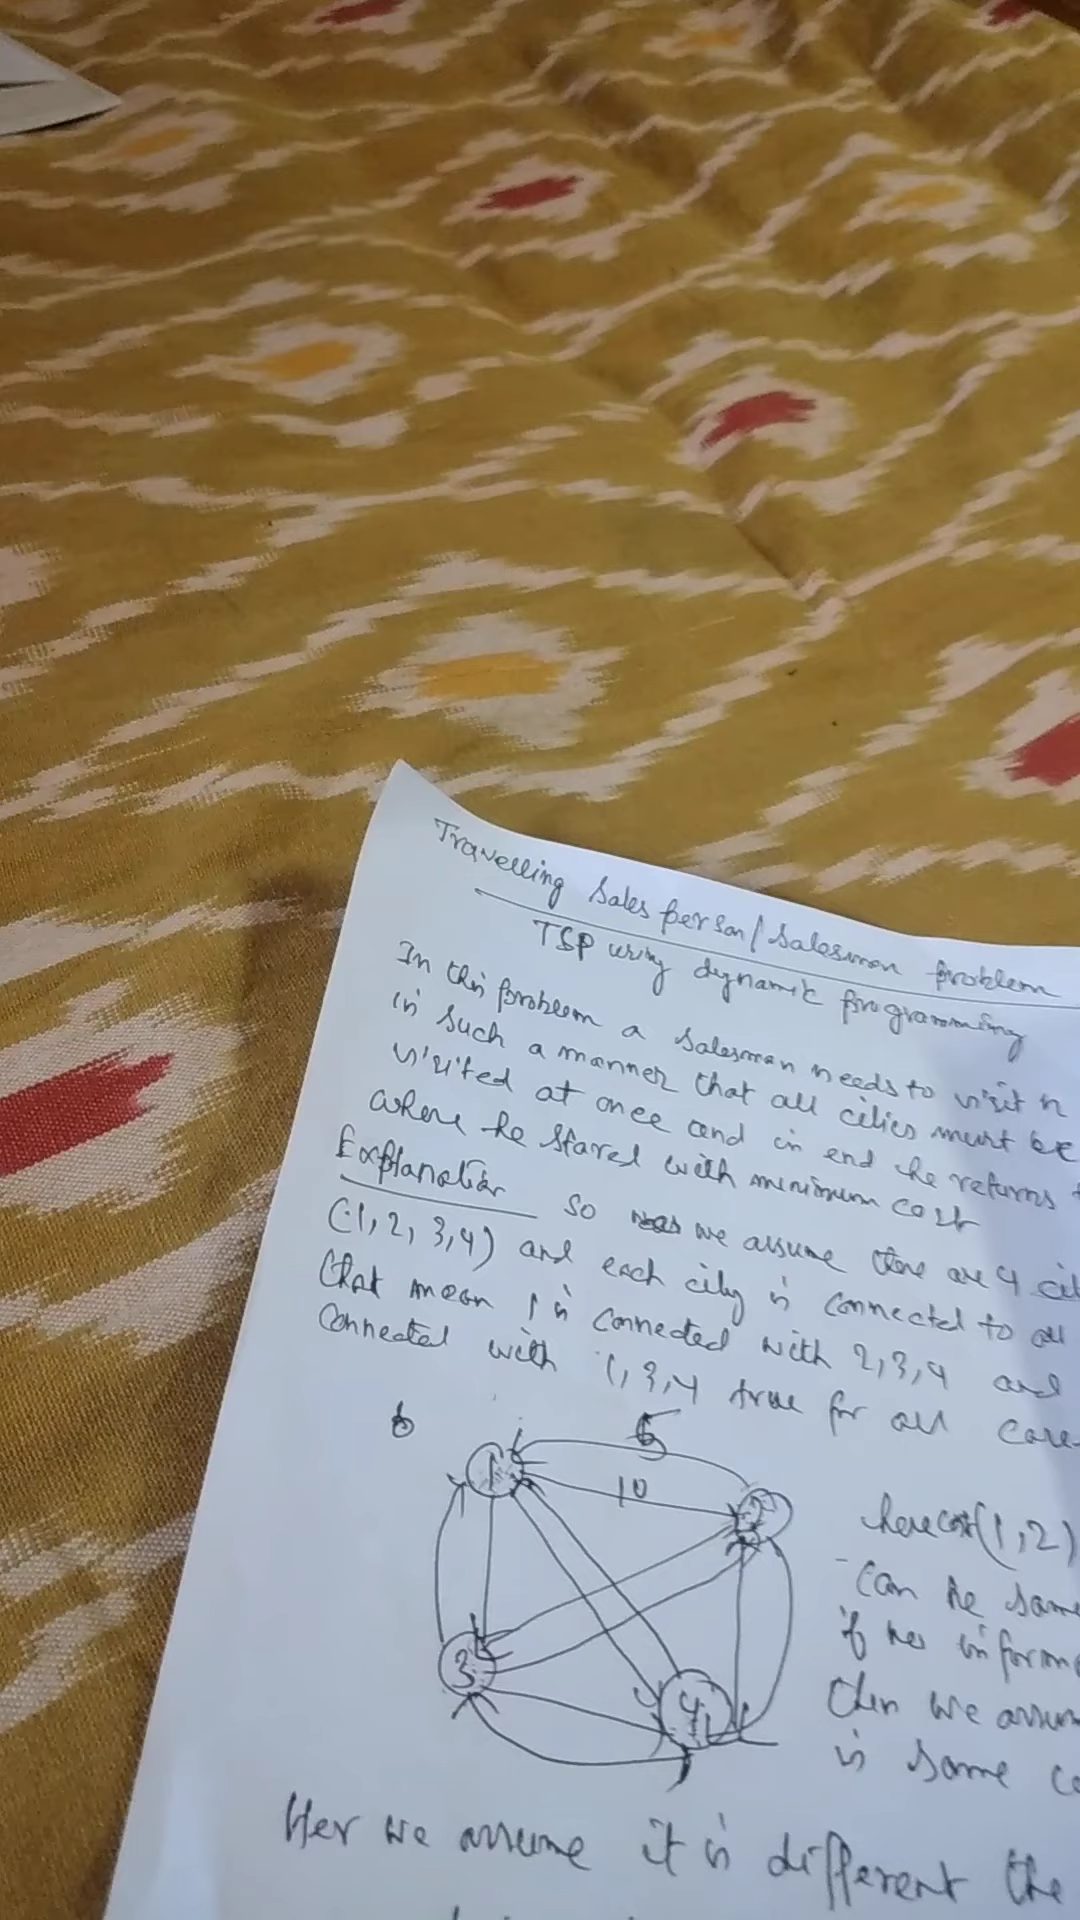 Travelling Sales person/Salesman problem
TSP using dynamic programming
In this problem a salesman needs to visit n
in such a manner that all cities must be
visited at once and in end he returns
where he stared with minimum cost
Explanation so we assume there are 4
(1, 2, 3, 4) and each city is connected to all
that mean 1 is connected with 2, 3, 4 and
connected with 1, 3, 4 true for all
6
10
1
2
3
4
here cost (1, 2)
can be same
if no
then we
is same
Her we assume it is different the